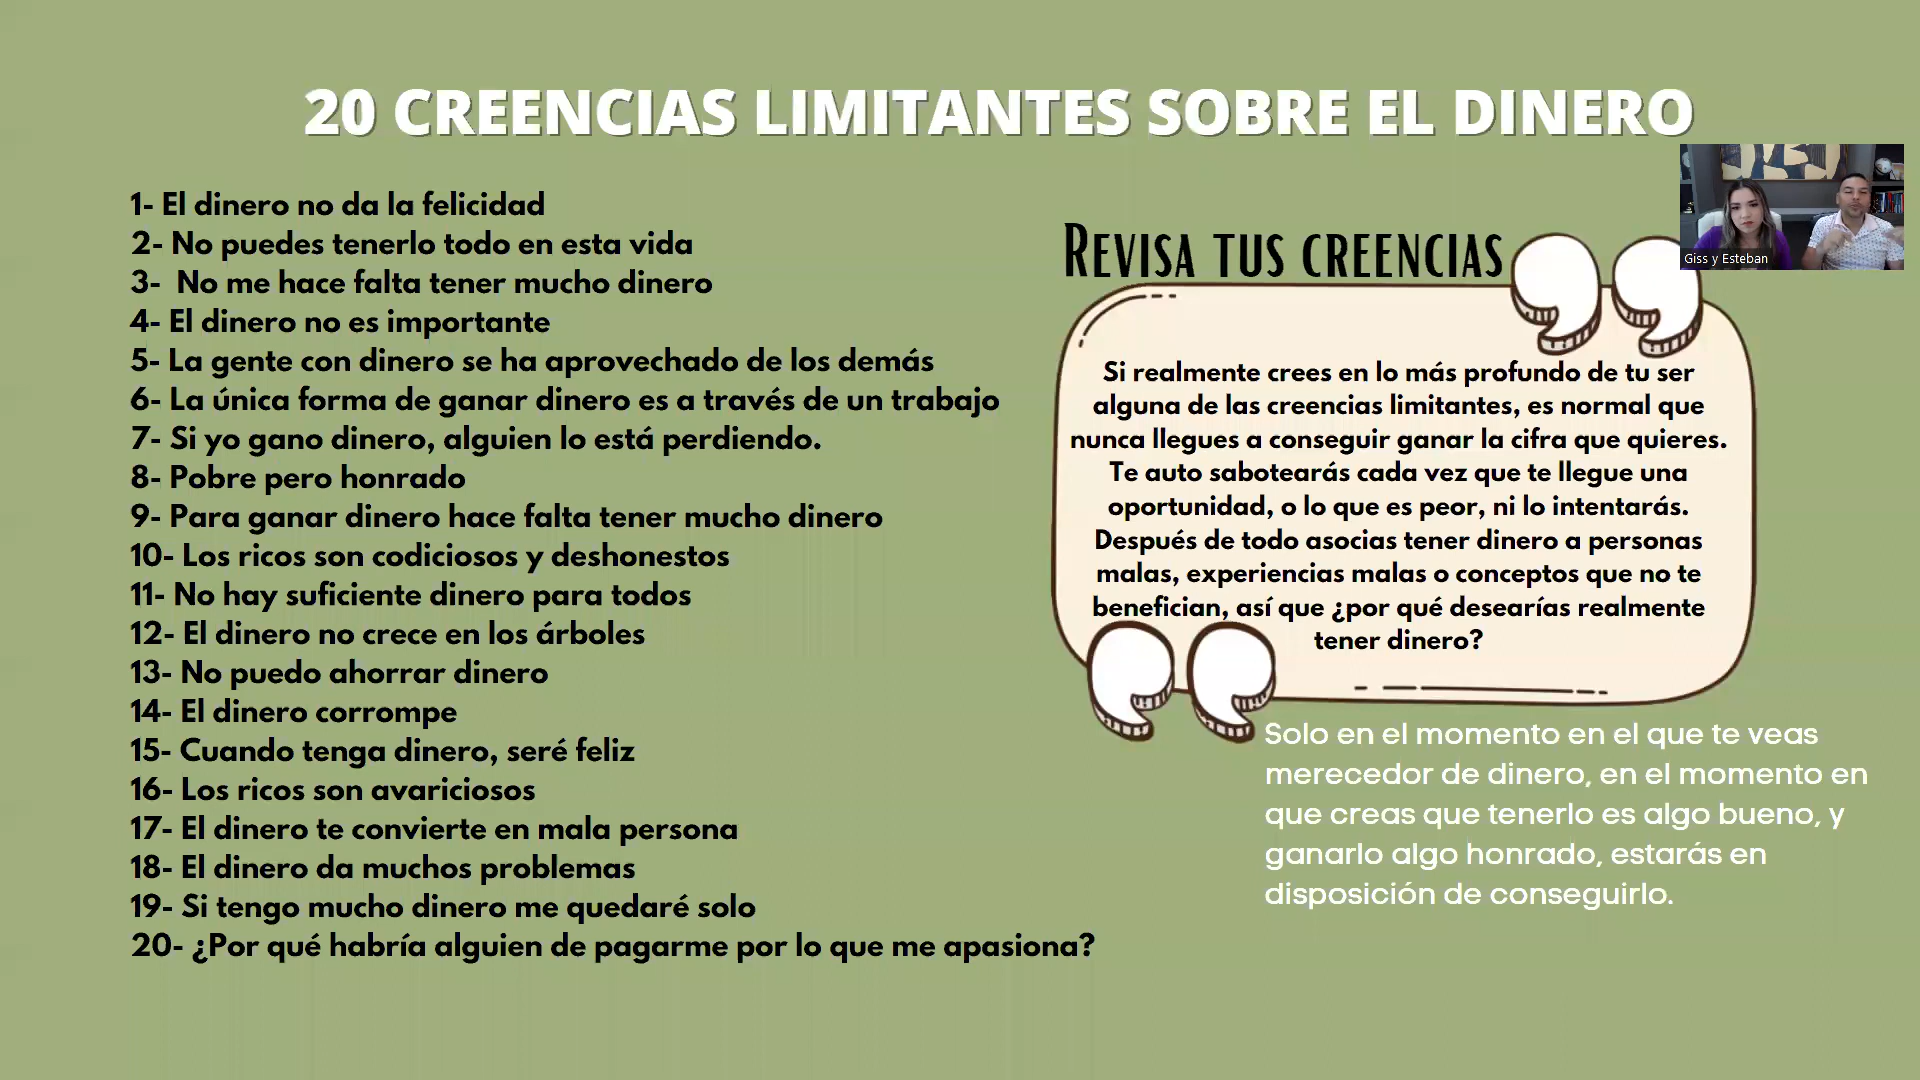 20 CREENCIAS LIMITANTES SOBRE EL DINERO
1- El dinero no da la felicidad
2- No puedes tenerlo todo en esta vida
3- No me hace falta tener mucho dinero
4- El dinero no es importante
5- La gente con dinero se ha aprovechado de los demás
6- La única forma de ganar dinero es a través de un trabajo
7- Si yo gano dinero, alguien lo está perdiendo.
8- Pobre pero honrado
9- Para ganar dinero hace falta tener mucho dinero
10- Los ricos son codiciosos y deshonestos
11- No hay suficiente dinero para todos
12- El dinero no crece en los árboles
13- No puedo ahorrar dinero
14- El dinero corrompe
15- Cuando tenga dinero, seré feliz
16- Los ricos son avariciosos
17- El dinero te convierte en mala persona
18- El dinero da muchos problemas
19- Si tengo mucho dinero me quedaré solo
20- ¿Por qué habría alguien de pagarme por lo que me apasiona?
REVISA TUS CREENCIAS
Si realmente crees en lo más profundo de tu ser
alguna de las creencias limitantes, es normal que
nunca llegues a conseguir ganar la cifra que quieres.
Te auto sabotearás cada vez que te llegue una
oportunidad, o lo que es peor, ni lo intentarás.
Después de todo asocias tener dinero a personas
malas, experiencias malas o conceptos que no te
benefician, así que ¿por qué desearías realmente
tener dinero?
Solo en el momento en el que te veas
merecedor de dinero, en el momento en
que creas que tenerlo es algo bueno, y
ganarlo algo honrado, estarás en
disposición de conseguirlo.
Giss y Esteban